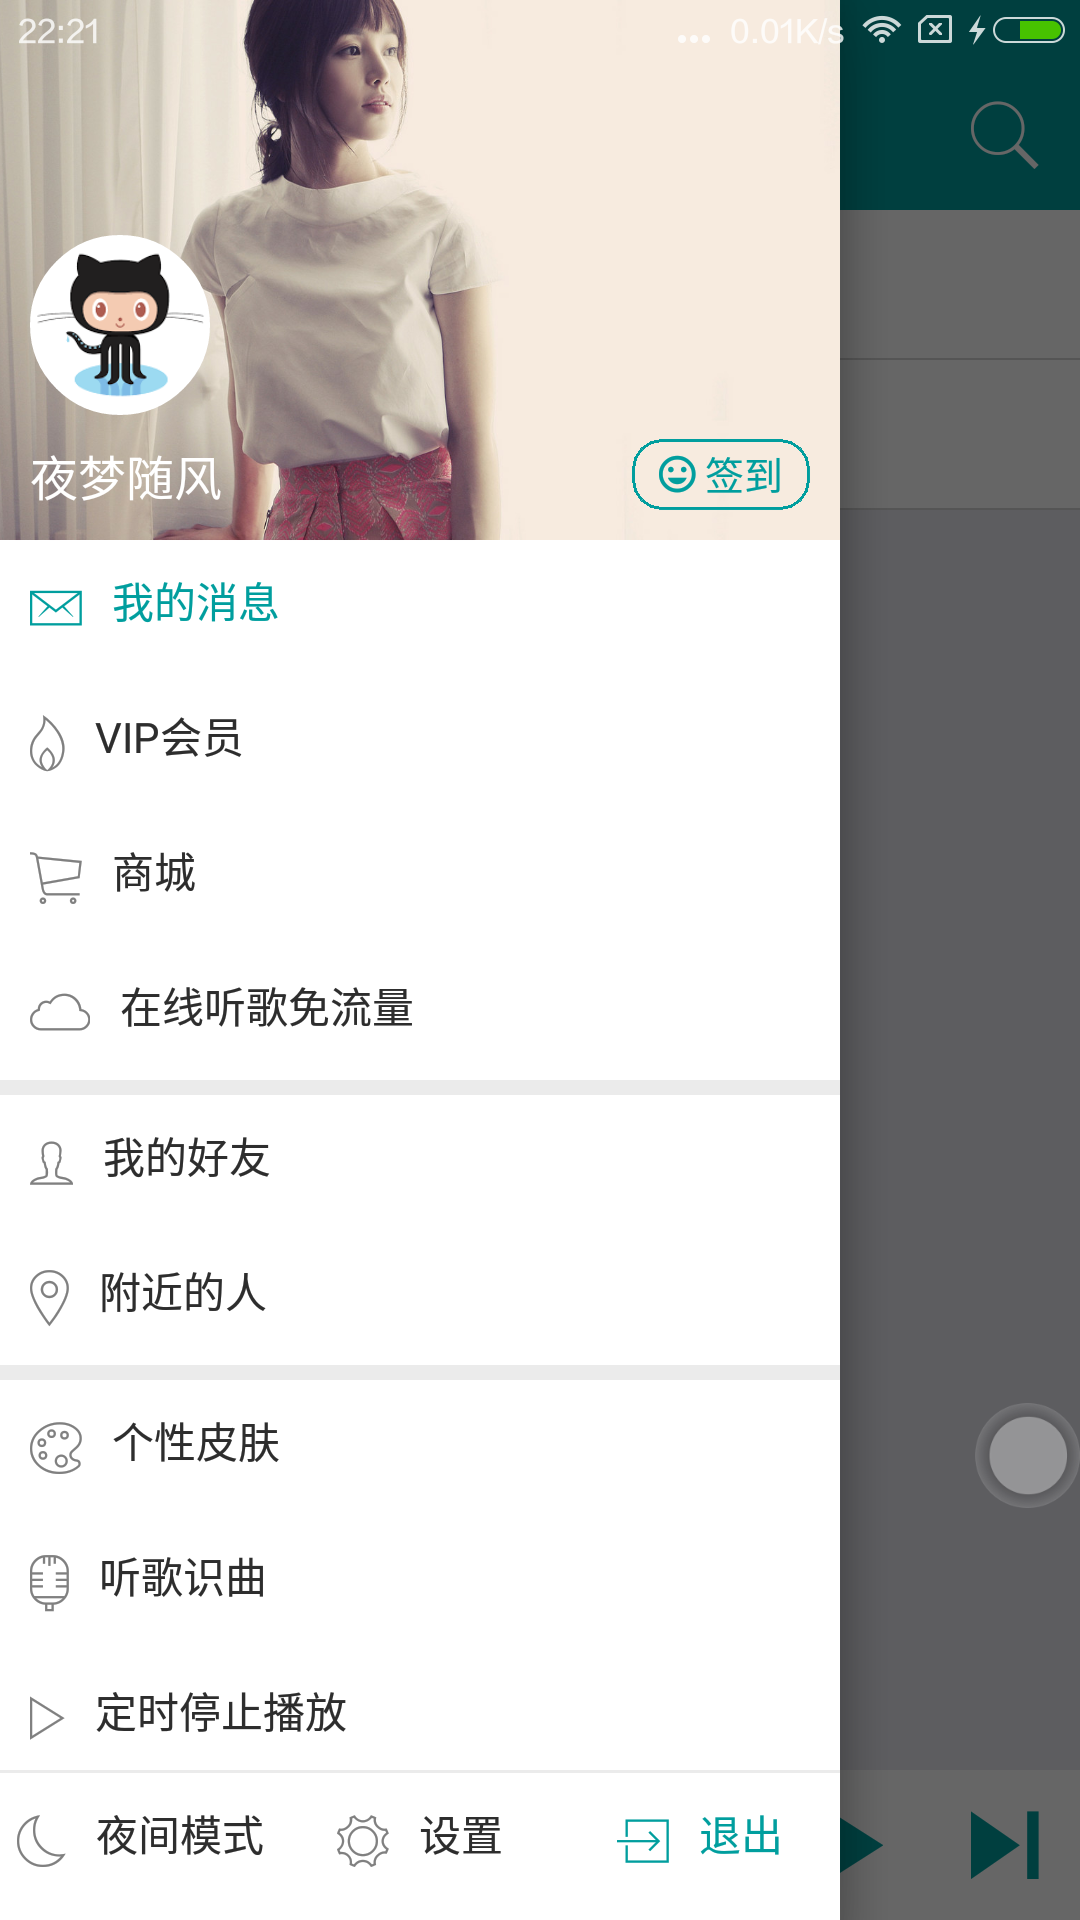 22:21 ... 0.01K/s
夜梦随风
签到
我的消息
VIP会员
商城
在线听歌免流量
我的好友
附近的人
个性皮肤
听歌识曲
定时停止播放
夜间模式 设置 退出